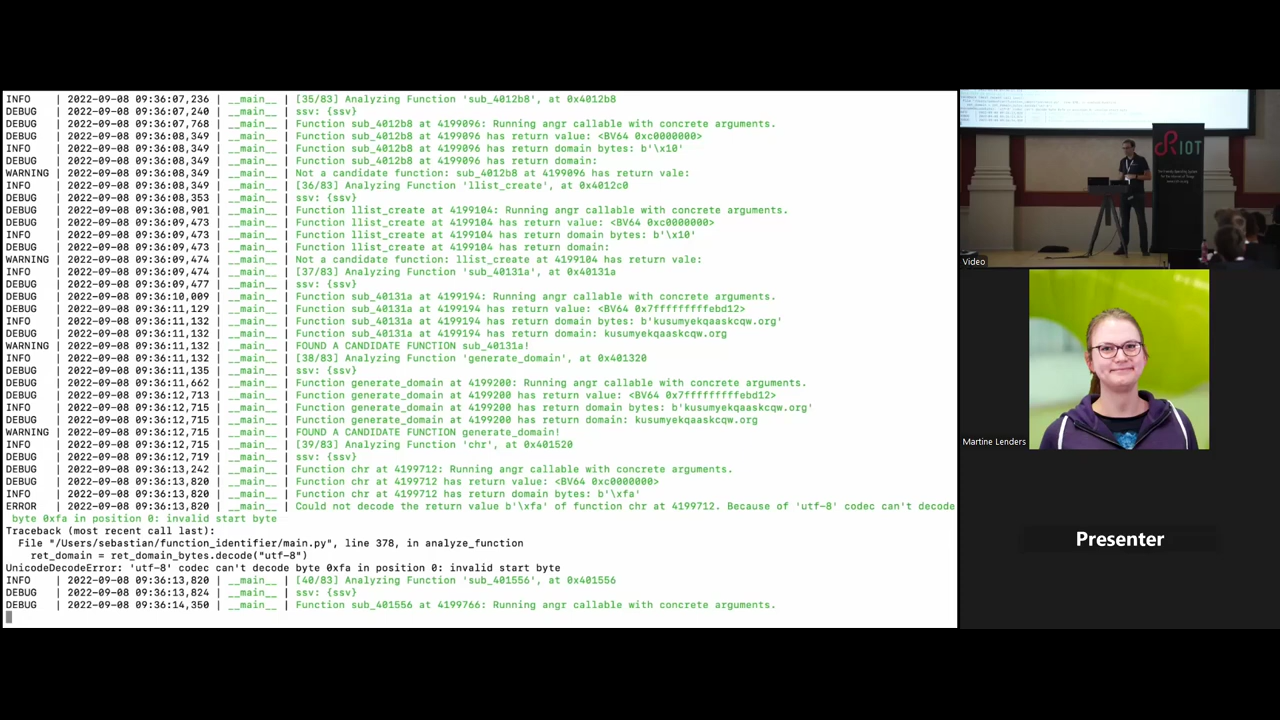 INFO | 2022-09-08 09:36:07,236 | __main__ | [35/83] Analyzing Function 'sub_4012b8', at 0x4012b8
DEBUG | 2022-09-08 09:36:07,240 | __main__ | ssv: {ssv}
DEBUG | 2022-09-08 09:36:07,768 | __main__ | Function sub_4012b8 at 4199096: Running angr callable with concrete arguments.
DEBUG | 2022-09-08 09:36:08,349 | __main__ | Function sub_4012b8 at 4199096 has return value: <BV64 0xc0000000>
INFO | 2022-09-08 09:36:08,349 | __main__ | Function sub_4012b8 at 4199096 has return domain bytes: b'\x10'
DEBUG | 2022-09-08 09:36:08,349 | __main__ | Function sub_4012b8 at 4199096 has return domain:
WARNING | 2022-09-08 09:36:08,349 | __main__ | Not a candidate function: sub_4012b8 at 4199096 has return vale:
INFO | 2022-09-08 09:36:08,349 | __main__ | [36/83] Analyzing Function 'llist_create', at 0x4012c0
DEBUG | 2022-09-08 09:36:08,353 | __main__ | ssv: {ssv}
DEBUG | 2022-09-08 09:36:08,901 | __main__ | Function llist_create at 4199104: Running angr callable with concrete arguments.
DEBUG | 2022-09-08 09:36:09,473 | __main__ | Function llist_create at 4199104 has return value: <BV64 0xc0000000>
INFO | 2022-09-08 09:36:09,473 | __main__ | Function llist_create at 4199104 has return domain bytes: b'\x10'
DEBUG | 2022-09-08 09:36:09,473 | __main__ | Function llist_create at 4199104 has return domain:
WARNING | 2022-09-08 09:36:09,474 | __main__ | Not a candidate function: llist_create at 4199104 has return vale:
INFO | 2022-09-08 09:36:09,474 | __main__ | [37/83] Analyzing Function 'sub_40131a', at 0x40131a
DEBUG | 2022-09-08 09:36:09,477 | __main__ | ssv: {ssv}
DEBUG | 2022-09-08 09:36:10,009 | __main__ | Function sub_40131a at 4199194: Running angr callable with concrete arguments.
DEBUG | 2022-09-08 09:36:11,129 | __main__ | Function sub_40131a at 4199194 has return value: <BV64 0x7fffffffffebd12>
INFO | 2022-09-08 09:36:11,132 | __main__ | Function sub_40131a at 4199194 has return domain bytes: b'kusumyekqaaskcqw.org'
DEBUG | 2022-09-08 09:36:11,132 | __main__ | Function sub_40131a at 4199194 has return domain: kusumyekqaaskcqw.org
WARNING | 2022-09-08 09:36:11,132 | __main__ | FOUND A CANDIDATE FUNCTION sub_40131a!
INFO | 2022-09-08 09:36:11,132 | __main__ | [38/83] Analyzing Function 'generate_domain', at 0x401320
DEBUG | 2022-09-08 09:36:11,135 | __main__ | ssv: {ssv}
DEBUG | 2022-09-08 09:36:11,662 | __main__ | Function generate_domain at 4199200: Running angr callable with concrete arguments.
DEBUG | 2022-09-08 09:36:12,713 | __main__ | Function generate_domain at 4199200 has return value: <BV64 0x7fffffffffebd12>
INFO | 2022-09-08 09:36:12,715 | __main__ | Function generate_domain at 4199200 has return domain bytes: b'kusumyekqaaskcqw.org'
DEBUG | 2022-09-08 09:36:12,715 | __main__ | Function generate_domain at 4199200 has return domain: kusumyekqaaskcqw.org
WARNING | 2022-09-08 09:36:12,715 | __main__ | FOUND A CANDIDATE FUNCTION generate_domain!
INFO | 2022-09-08 09:36:12,715 | __main__ | [39/83] Analyzing Function 'chr', at 0x401520
DEBUG | 2022-09-08 09:36:12,719 | __main__ | ssv: {ssv}
DEBUG | 2022-09-08 09:36:13,242 | __main__ | Function chr at 4199712: Running angr callable with concrete arguments.
DEBUG | 2022-09-08 09:36:13,820 | __main__ | Function chr at 4199712 has return value: <BV64 0xc0000000>
INFO | 2022-09-08 09:36:13,820 | __main__ | Function chr at 4199712 has return domain bytes: b'\xfa'
ERROR | 2022-09-08 09:36:13,820 | __main__ | Could not decode the return value b'\xfa' of function chr at 4199712. Because of 'utf-8' codec can't decode
byte 0xfa in position 0: invalid start byte
Traceback (most recent call last):
File "/Users/sebastian/function_identifier/main.py", line 378, in analyze_function
ret_domain = ret_domain_bytes.decode("utf-8")
UnicodeDecodeError: 'utf-8' codec can't decode byte 0xfa in position 0: invalid start byte
INFO | 2022-09-08 09:36:13,820 | __main__ | [40/83] Analyzing Function 'sub_401556', at 0x401556
DEBUG | 2022-09-08 09:36:13,824 | __main__ | ssv: {ssv}
DEBUG | 2022-09-08 09:36:14,350 | __main__ | Function sub_401556 at 4199766: Running angr callable with concrete arguments.
RIOT
Video
Martine Lenders
Presenter